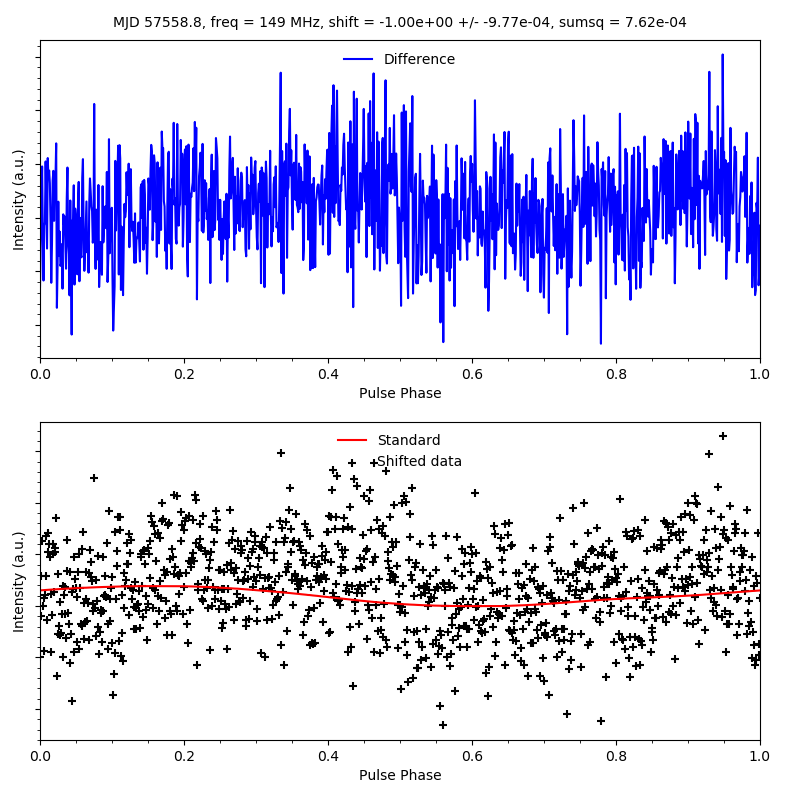 MJD 57558.8, freq = 149 MHz, shift = -1.00e+00 +/- -9.77e-04, sumsq = 7.62e-04
Difference
Intensity (a.u.)
0.0 0.2 0.4 0.6 0.8 1.0
Pulse Phase
Standard
Shifted data
Intensity (a.u.)
0.0 0.2 0.4 0.6 0.8 1.0
Pulse Phase